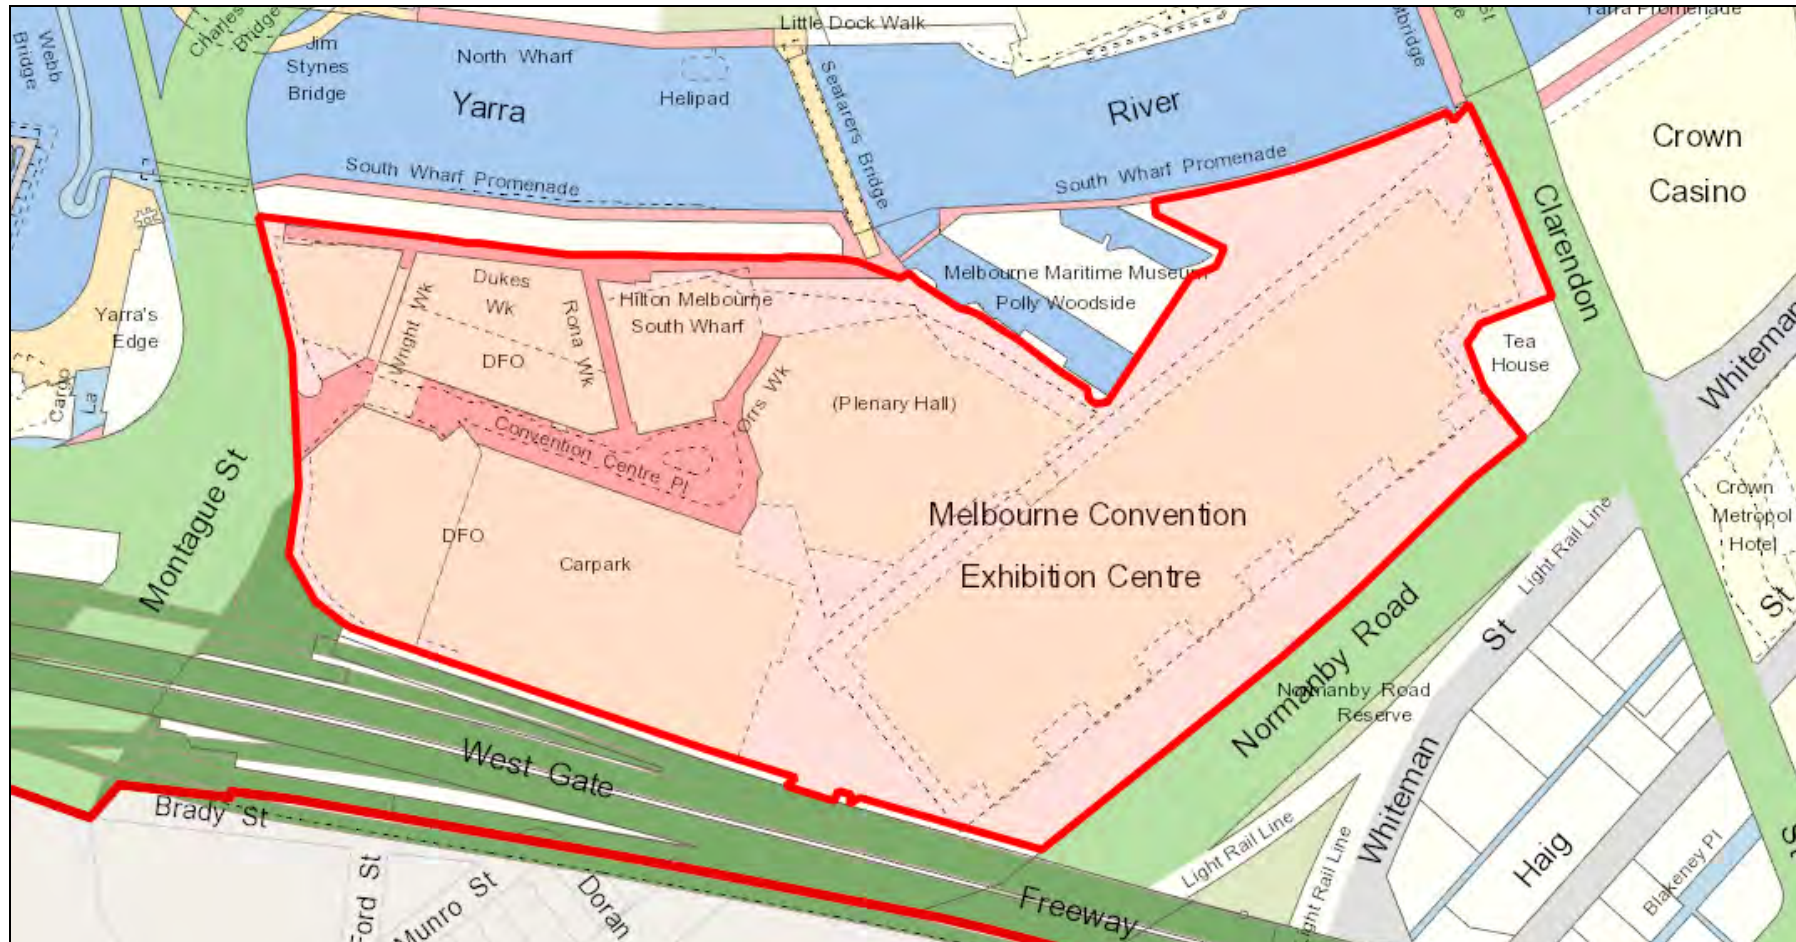 Little Dock Walk
Yarra Promenade
Charles
Bridge
Webb
Bridge
Jim
Stynes
Bridge
North Wharf
Helipad
Yarra
River
Seafarers Bridge
South Wharf Promenade
South Wharf Promenade
St
Crown
Casino
Clarendon
Yarra's
Edge
Cargo
La
Dukes
Wk
Wright Wk
Rona Wk
DFO
Hilton Melbourne
South Wharf
Orrs Wk
(Plenary Hall)
Melbourne Maritime Museum
Polly Woodside
Tea
House
Whiteman
Convention Centre Pl
Montague St
DFO
Carpark
Melbourne Convention
Exhibition Centre
Crown
Metropol
Hotel
St
Light Rail Line
Normanby Road
Normanby Road
Reserve
Whiteman
St
West Gate
Freeway
Brady St
Ford St
Munro St
Doran
Light Rail Line
Light Rail Line
Haig
Blakeney Pl
St